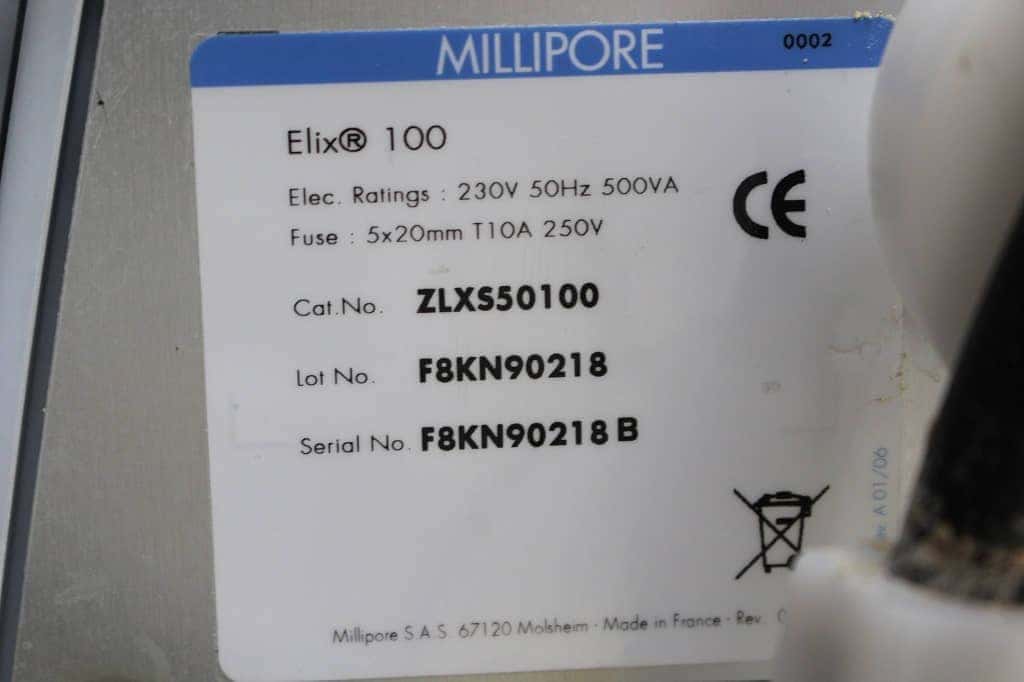 MILLIPORE 0002
Elix® 100
Elec. Ratings : 230V 50Hz 500VA
Fuse : 5x20mm T10A 250V
CE
Cat.No. ZLXS50100
Lot No. F8KN90218
Serial No. F8KN90218 B
A 01/06
Millipore S.A.S. 67120 Molsheim · Made in France · Rev.